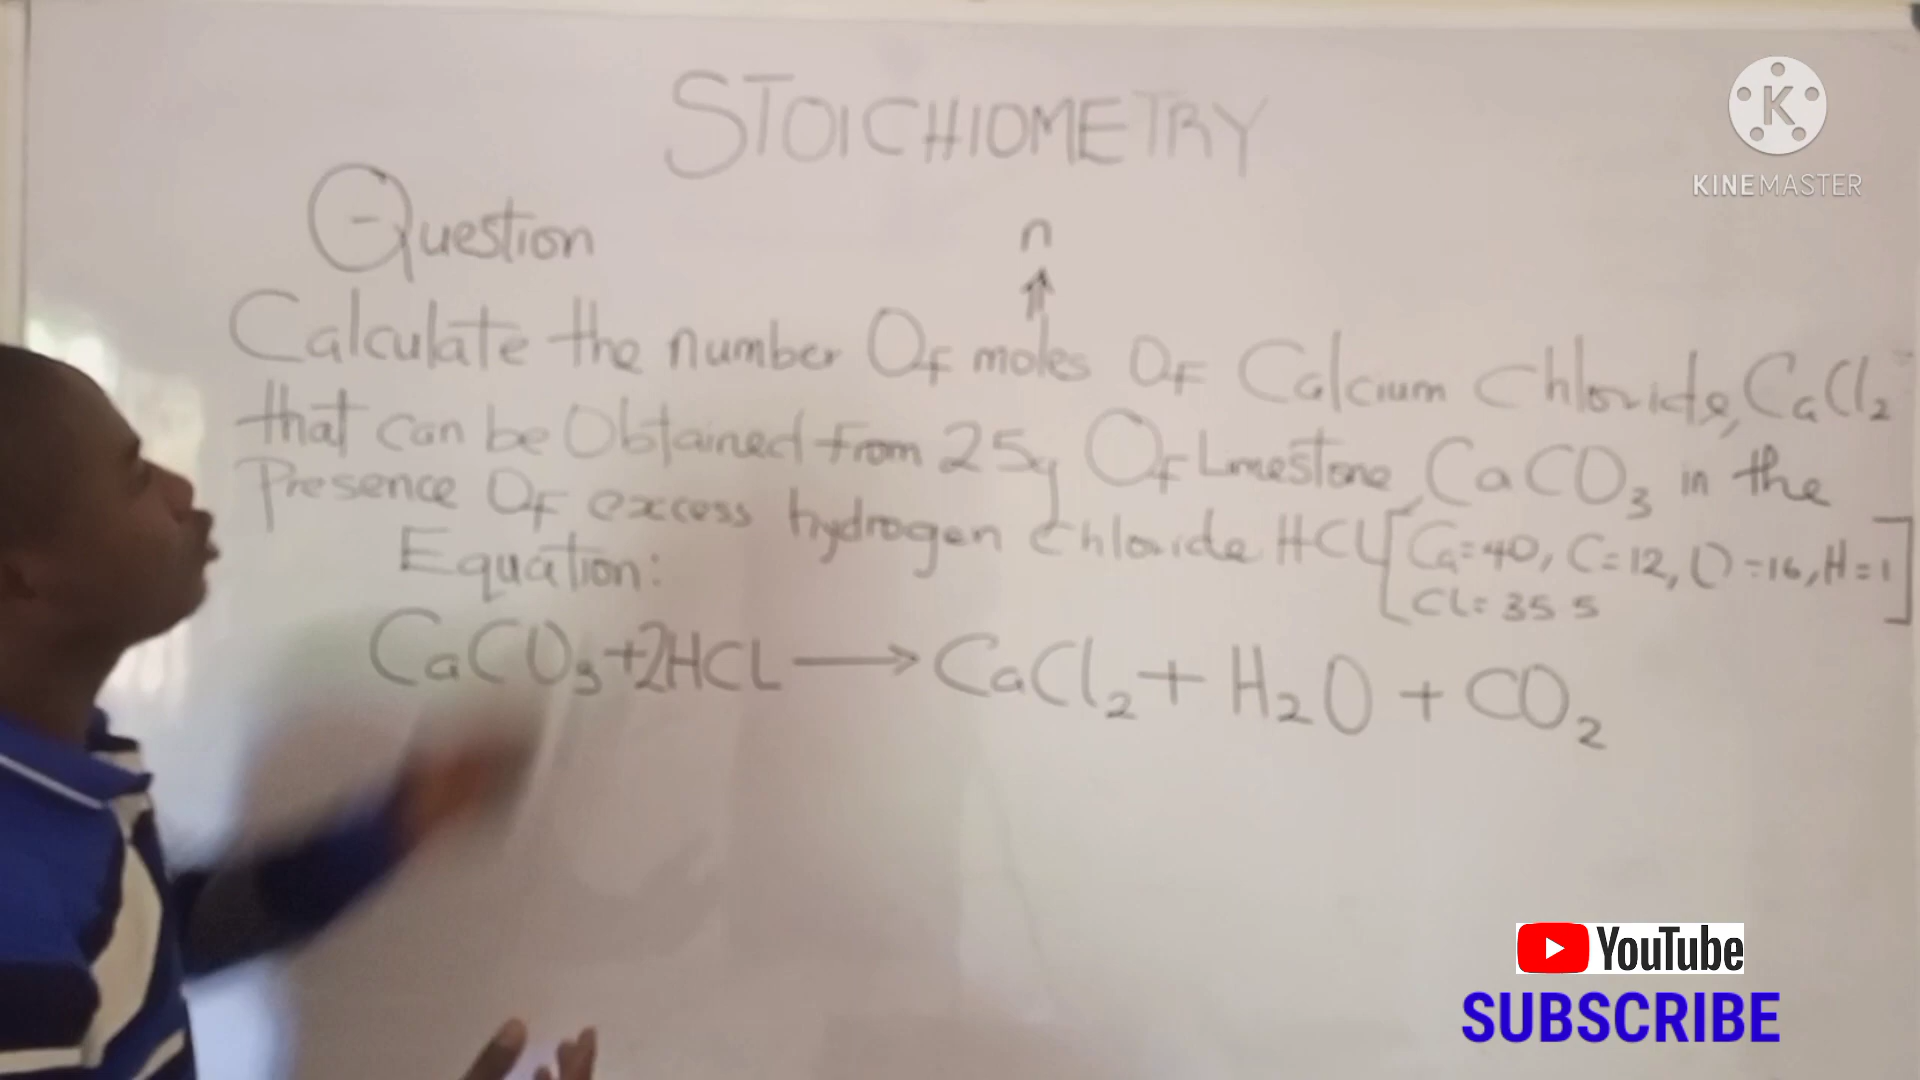 STOICHIOMETRY
KINEMASTER
Question
n
Calculate the number Of moles Of Calcium Chloride, CaCl2
that can be Obtained from 25g Of Limestone, CaCO3 in the
Presence Of excess hydrogen Chloride HCl [Ca=40, C=12, O=16, H=1
Cl=35 5]
Equation:
CaCO3+2HCL → CaCl2 + H2O + CO2
YouTube
SUBSCRIBE